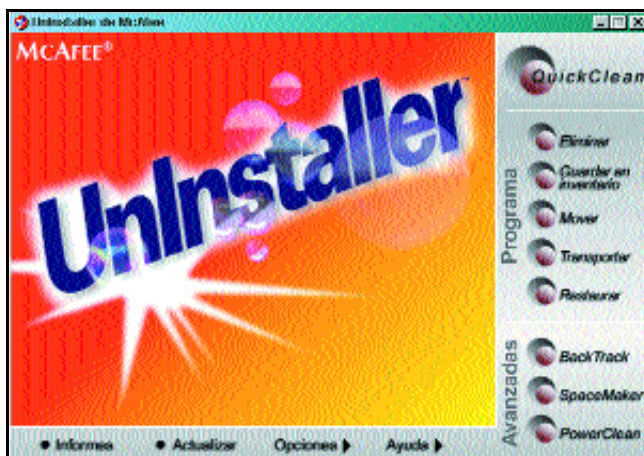 UnInstaller de McAfee
McAfee®
UnInstaller™
QuickClean
Programa
Eliminar
Guardar en
inventario
Mover
Transportar
Restaurar
Avanzadas
BackTrack
SpaceMaker
PowerClean
Informes
Actualizar
Opciones
Ayuda